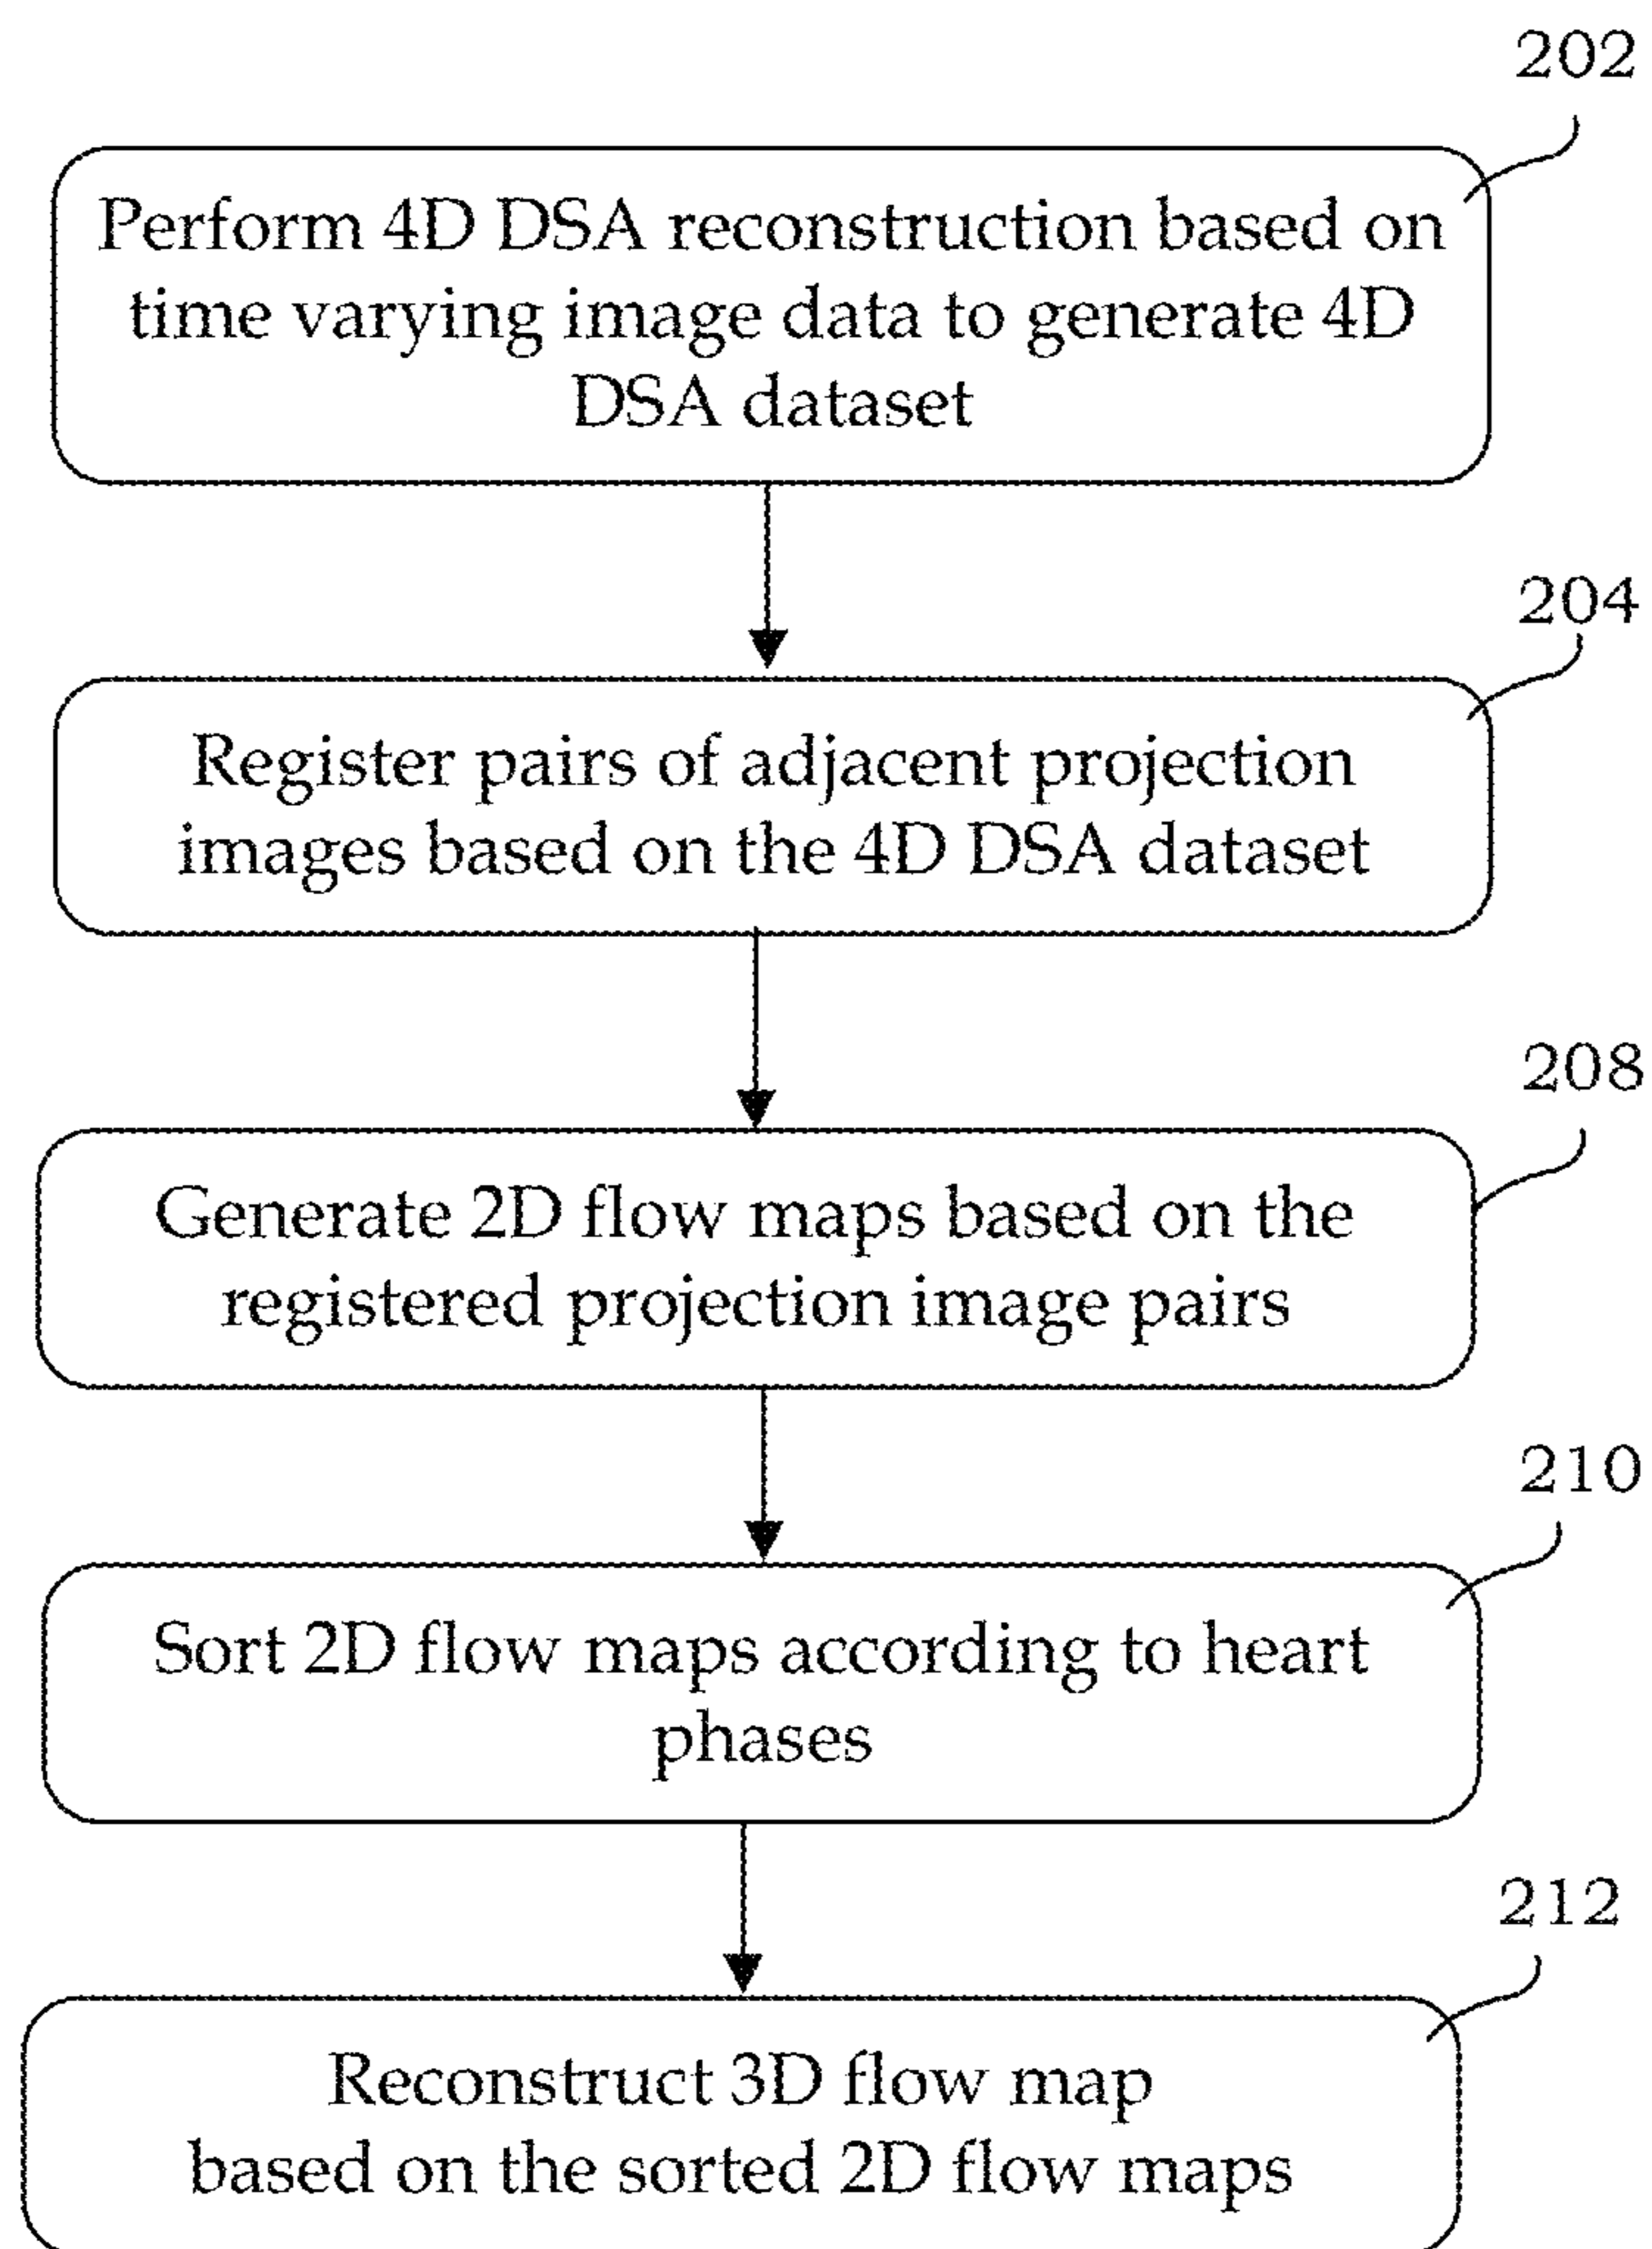 202
Perform 4D DSA reconstruction based on
time varying image data to generate 4D
DSA dataset
204
Register pairs of adjacent projection
images based on the 4D DSA dataset
208
Generate 2D flow maps based on the
registered projection image pairs
210
Sort 2D flow maps according to heart
phases
212
Reconstruct 3D flow map
based on the sorted 2D flow maps